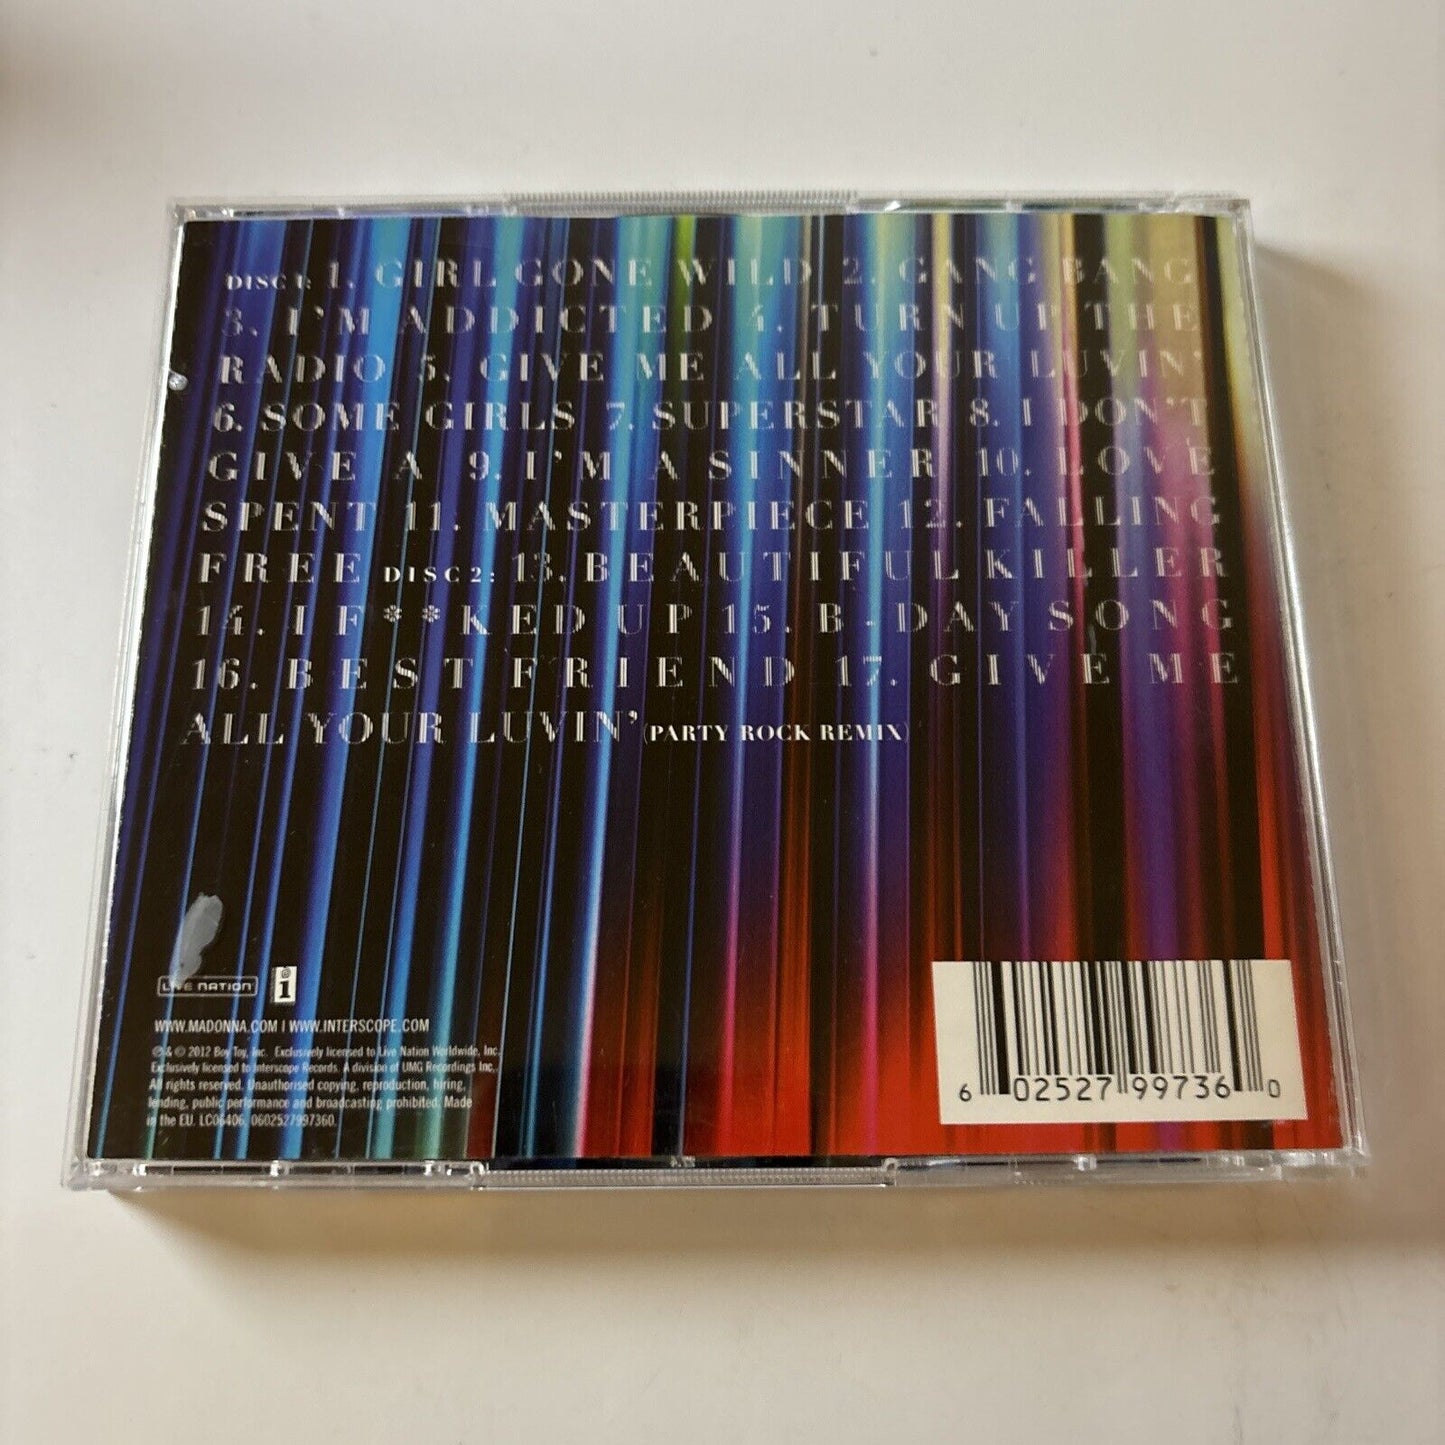 DISC 1: 1. GIRL GONE WILD 2. GANG BANG
3. I'M ADDICTED 4. TURN UP THE
RADIO 5. GIVE ME ALL YOUR LUVIN'
6. SOME GIRLS 7. SUPERSTAR 8. I DON'T
GIVE A 9. I'M A SINNER 10. LOVE
SPENT 11. MASTERPIECE 12. FALLING
FREE DISC 2: 13. BEAUTIFUL KILLER
14. I F**KED UP 15. B-DAY SONG
16. BEST FRIEND 17. GIVE ME
ALL YOUR LUVIN' (PARTY ROCK REMIX)
LIVE NATION i
WWW.MADONNA.COM | WWW.INTERSCOPE.COM
℗ & © 2012 Boy Toy, Inc. Exclusively licensed to Live Nation Worldwide, Inc.
Exclusively licensed to Interscope Records. A division of UMG Recordings Inc.
All rights reserved. Unauthorised copying, reproduction, hiring,
lending, public performance and broadcasting prohibited. Made
in the EU. LC06406. 0602527997360.
6 02527 99736 0